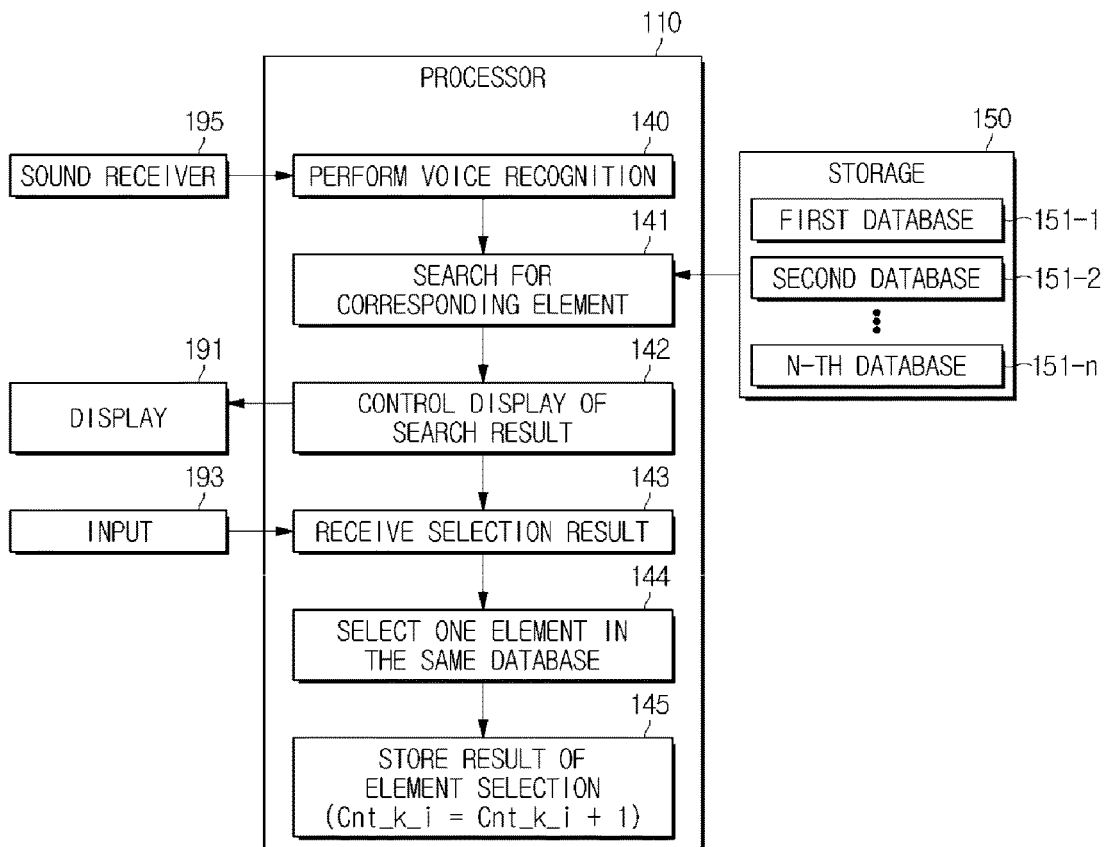 110
PROCESSOR
195
SOUND RECEIVER
140
PERFORM VOICE RECOGNITION
150
STORAGE
FIRST DATABASE
151-1
SECOND DATABASE
151-2
N-TH DATABASE
151-n
141
SEARCH FOR
CORRESPONDING ELEMENT
191
DISPLAY
142
CONTROL DISPLAY OF
SEARCH RESULT
193
INPUT
143
RECEIVE SELECTION RESULT
144
SELECT ONE ELEMENT IN
THE SAME DATABASE
145
STORE RESULT OF
ELEMENT SELECTION
(Cnt_k_i = Cnt_k_i + 1)